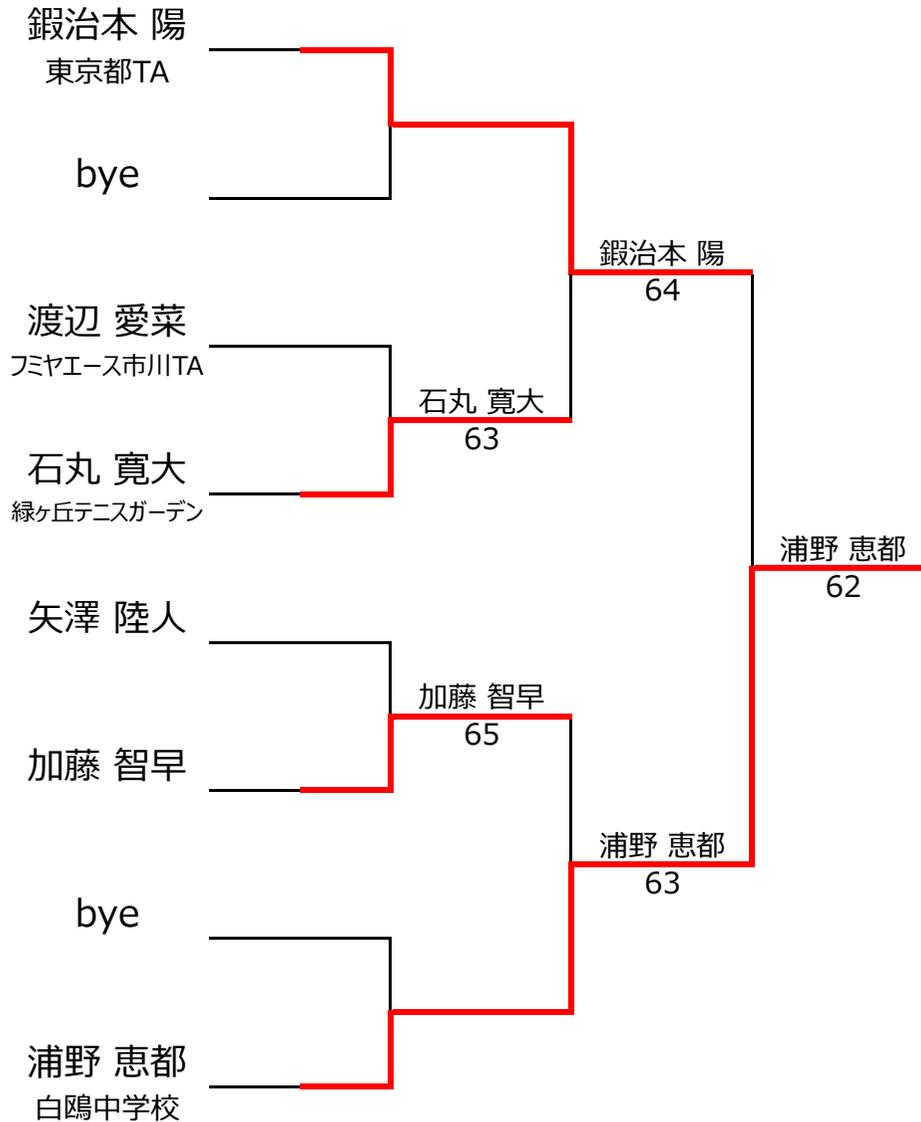 鍜治本 陽
東京都TA
bye
鍜治本 陽
64
渡辺 愛菜
フミヤエース市川TA
石丸 寛大
63
石丸 寛大
緑ヶ丘テニスガーデン
浦野 恵都
62
矢澤 陸人
加藤 智早
65
加藤 智早
浦野 恵都
63
bye
浦野 恵都
白鴎中学校